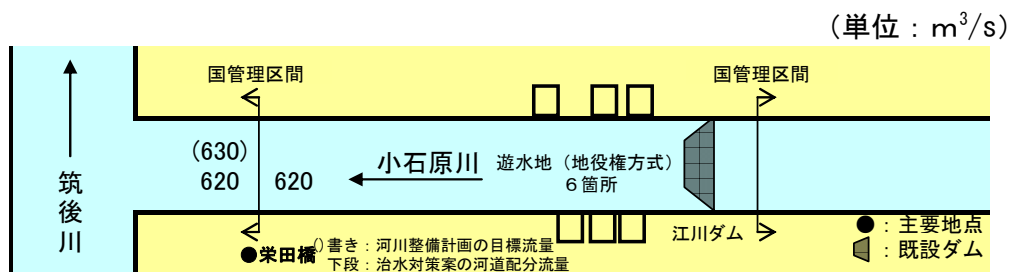 (単位:m³/s)
国管理区間
国管理区間
(630)
620
620
小石原川
遊水地(地役権方式)
6箇所
筑後川
江川ダム
●栄田橋
()書き:河川整備計画の目標流量
下段:治水対策案の河道配分流量
●:主要地点
:既設ダム